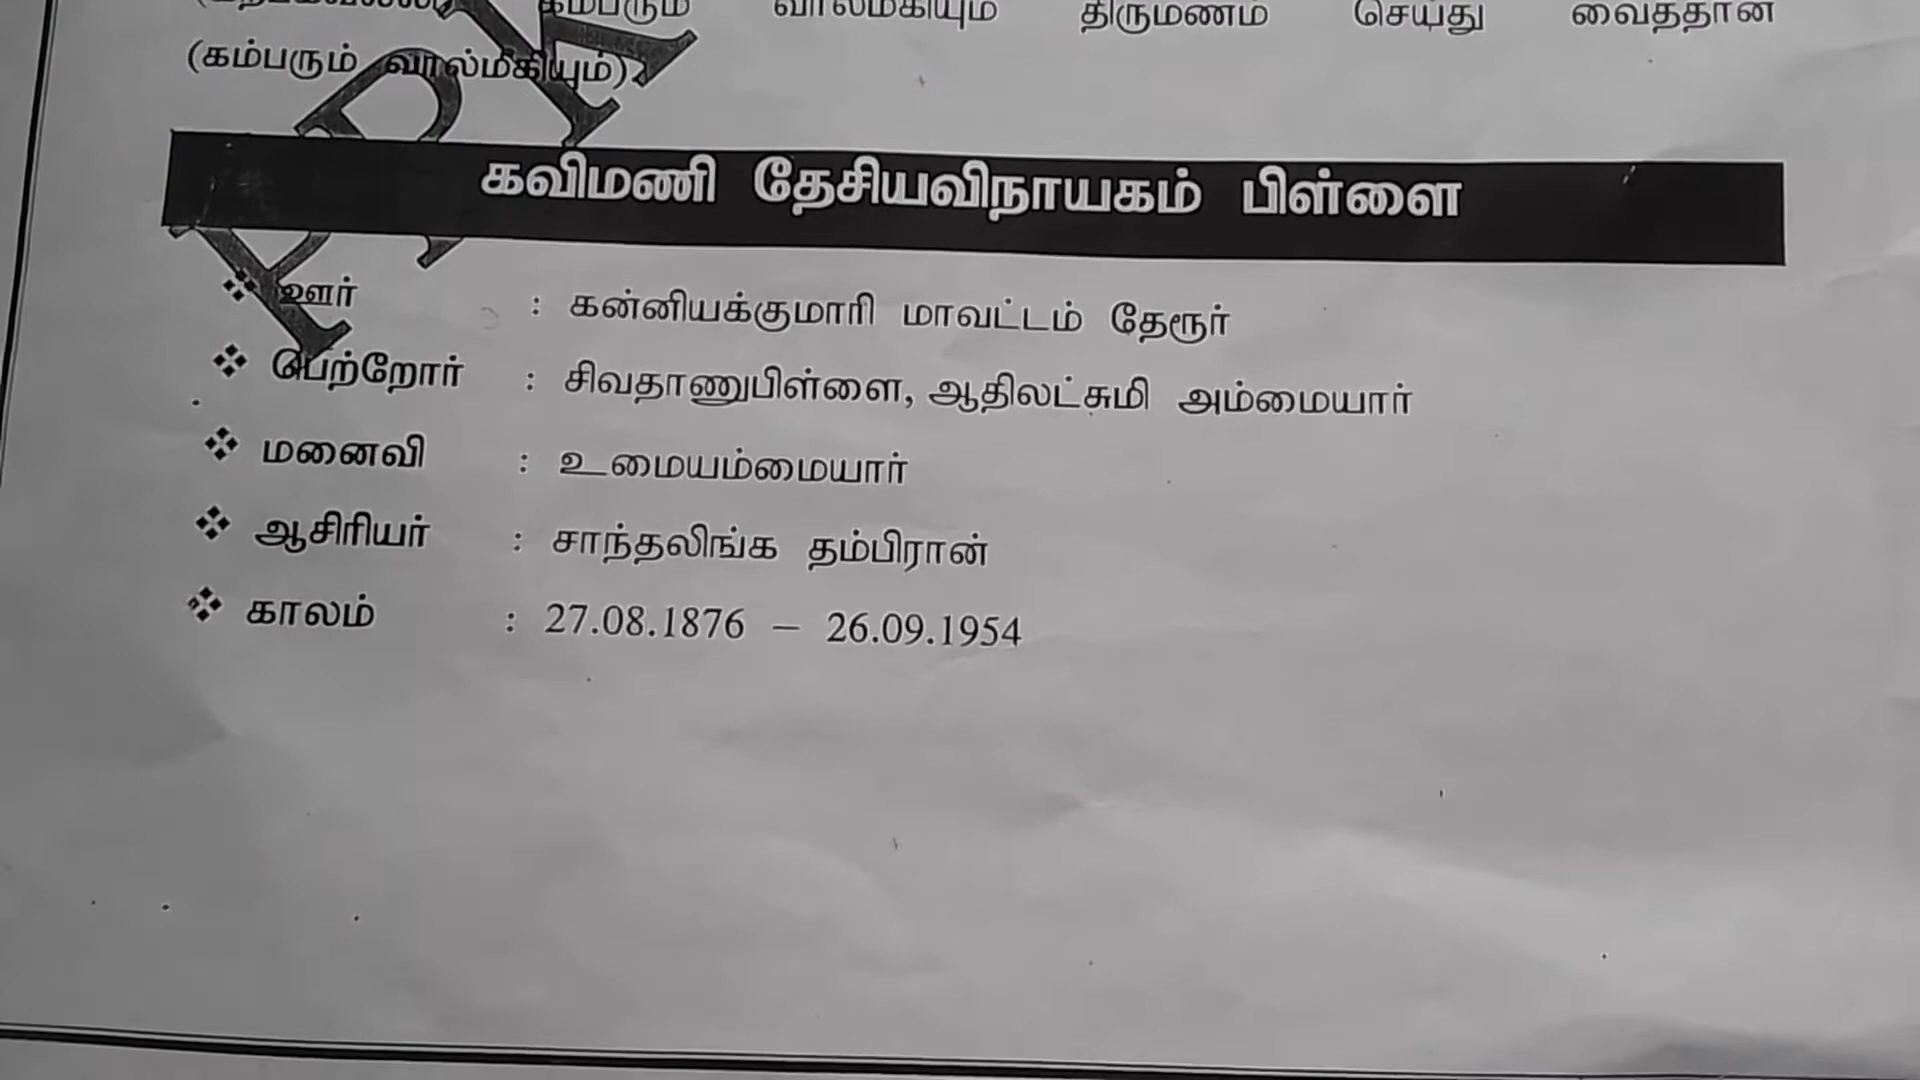 கம்பரும் வால்மீகியும் திருமணம் செய்து வைத்தான்
(கம்பரும் வால்மீகியும்)
கவிமணி தேசியவிநாயகம் பிள்ளை
❖ ஊர் : கன்னியக்குமாரி மாவட்டம் தேரூர்
❖ பெற்றோர் : சிவதாணுபிள்ளை, ஆதிலட்சுமி அம்மையார்
❖ மனைவி : உமையம்மையார்
❖ ஆசிரியர் : சாந்தலிங்க தம்பிரான்
❖ காலம் : 27.08.1876 – 26.09.1954